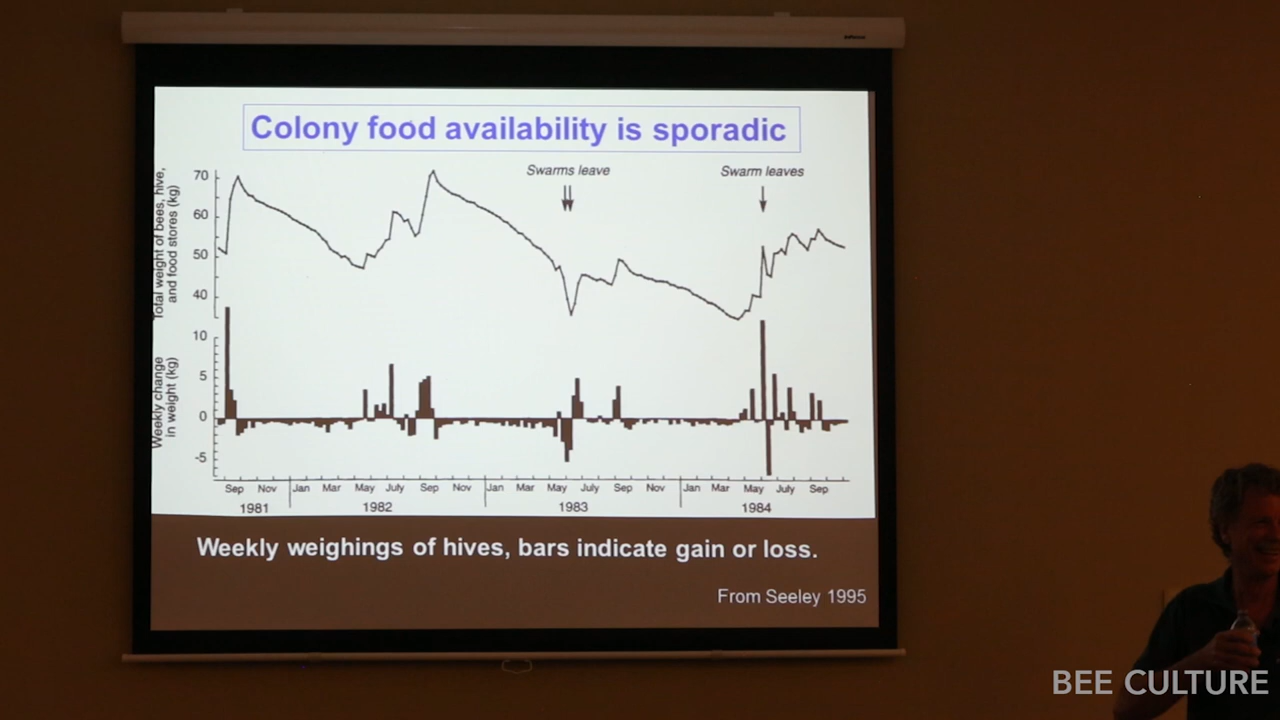 Colony food availability is sporadic
Total weight of bees, hive,
and food stores (kg)
70
60
50
40
Swarms leave
Swarm leaves
Weekly change
in weight (kg)
10
5
0
-5
Sep Nov Jan Mar May July Sep Nov Jan Mar May July Sep Nov Jan Mar May July Sep
1981 1982 1983 1984
Weekly weighings of hives, bars indicate gain or loss.
From Seeley 1995
BEE CULTURE